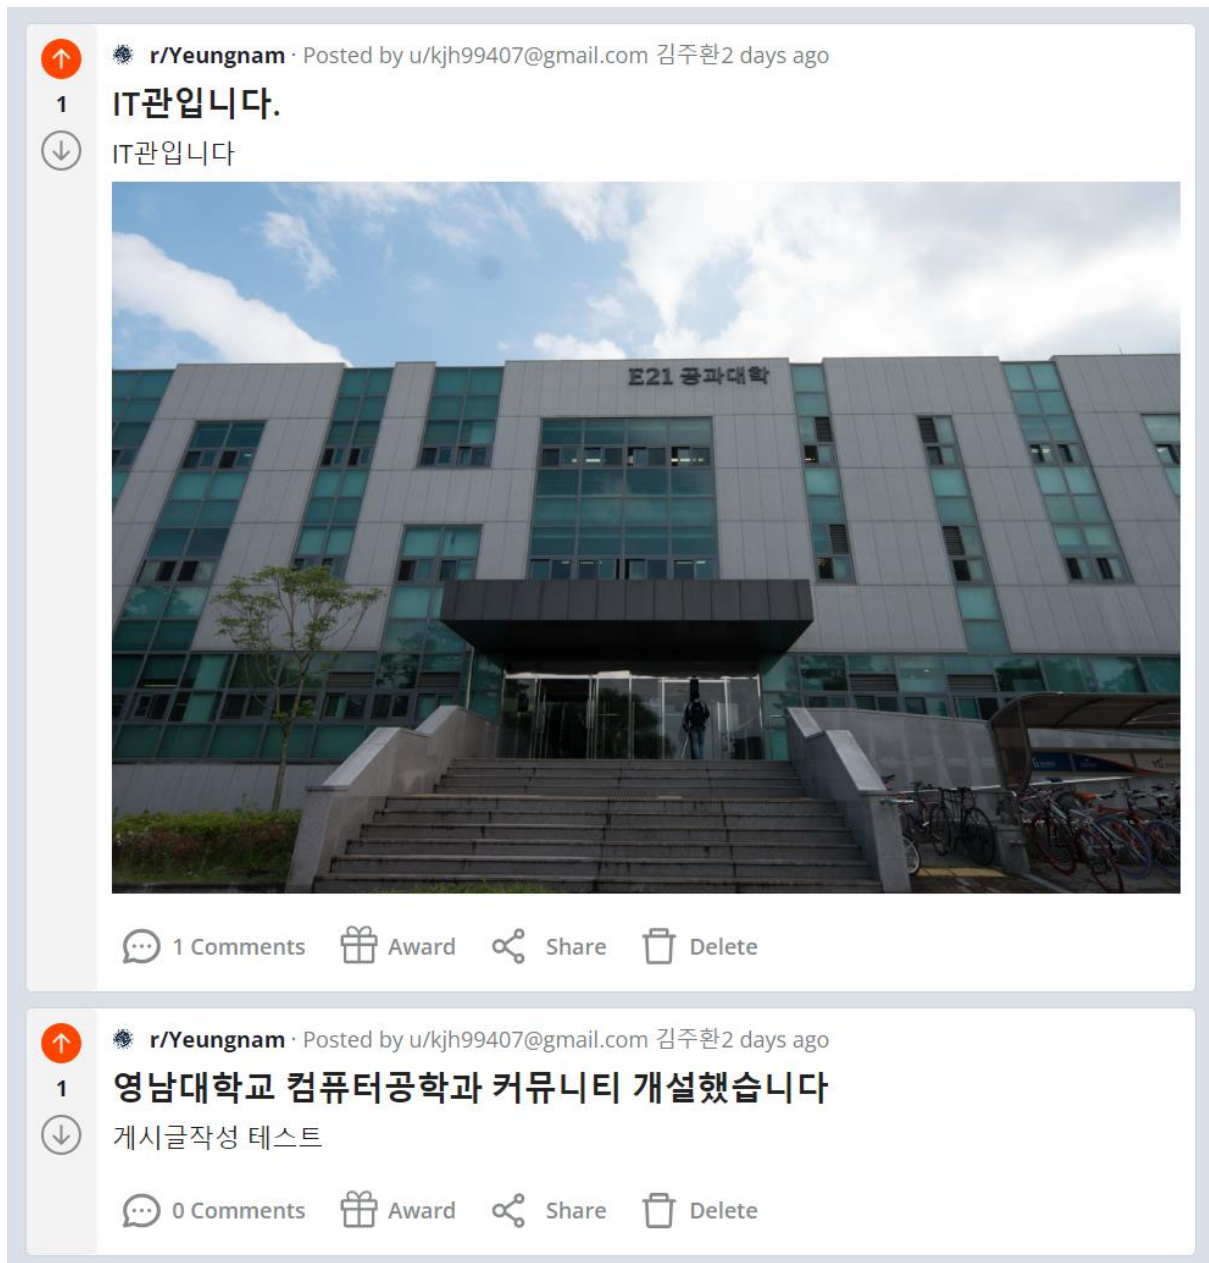 r/Yeungnam · Posted by u/kjh99407@gmail.com 김주환2 days ago
1
IT관입니다.
IT관입니다
E21 공과대학
1 Comments Award Share Delete
r/Yeungnam · Posted by u/kjh99407@gmail.com 김주환2 days ago
1
영남대학교 컴퓨터공학과 커뮤니티 개설했습니다
게시글작성 테스트
0 Comments Award Share Delete